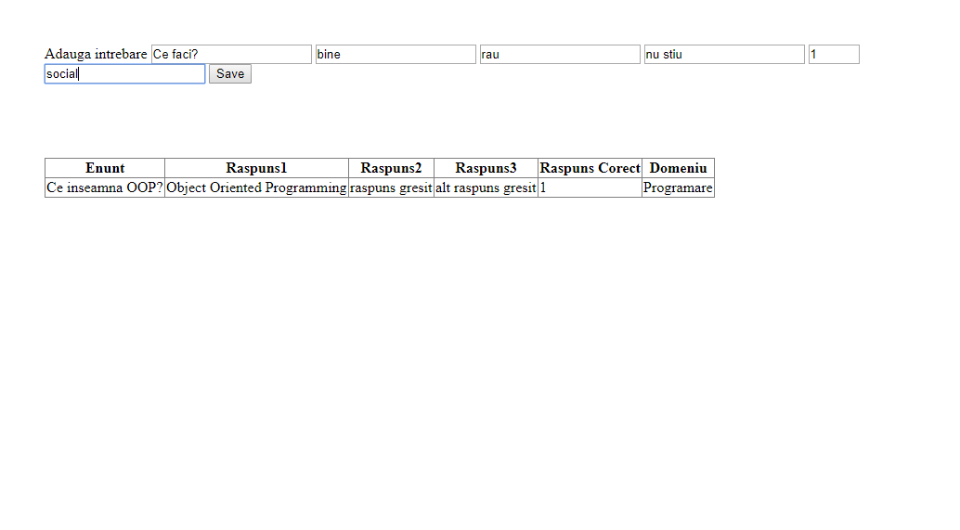 Adauga intrebare Ce faci? bine rau nu stiu 1
social Save
Enunt Raspuns1 Raspuns2 Raspuns3 Raspuns Corect Domeniu
Ce inseamna OOP? Object Oriented Programming raspuns gresit alt raspuns gresit 1 Programare